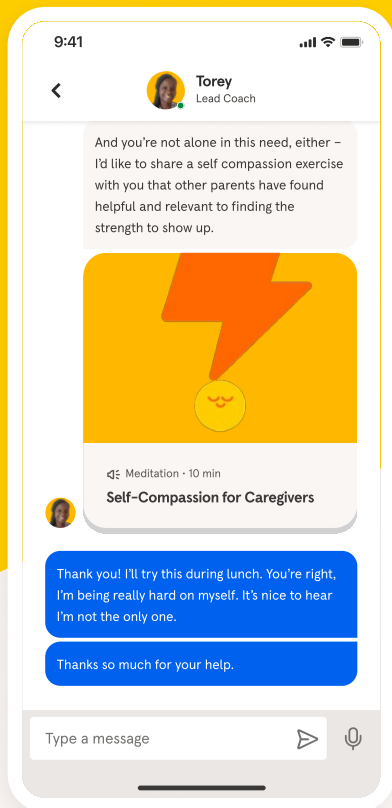 9:41
Torey
Lead Coach
And you’re not alone in this need, either –
I’d like to share a self compassion exercise
with you that other parents have found
helpful and relevant to finding the
strength to show up.
Meditation • 10 min
Self-Compassion for Caregivers
Thank you! I’ll try this during lunch. You’re right,
I’m being really hard on myself. It’s nice to hear
I’m not the only one.
Thanks so much for your help.
Type a message